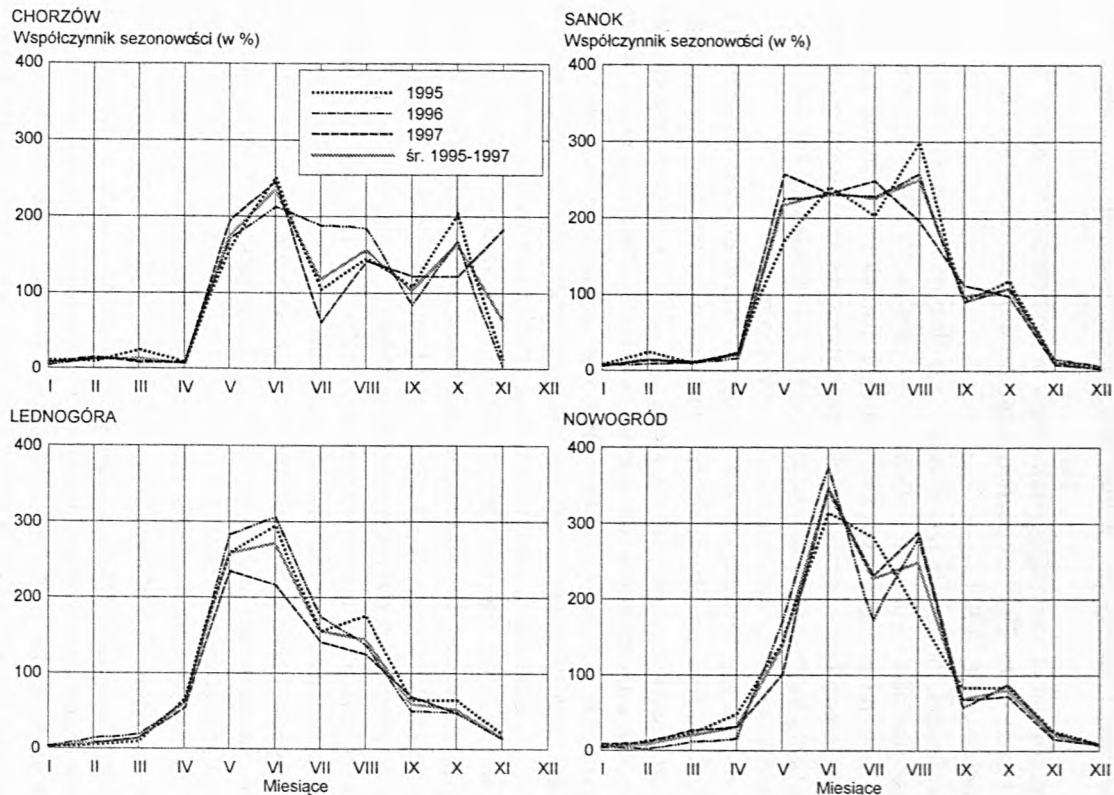 CHORZÓW
Współczynnik sezonowości (w %)
400
300
200
100
0
I II III IV V VI VII VIII IX X XI XII
1995
1996
1997
śr. 1995-1997
SANOK
Współczynnik sezonowości (w %)
400
300
200
100
0
I II III IV V VI VII VIII IX X XI XII
LEDNOGÓRA
400
300
200
100
0
I II III IV V VI VII VIII IX X XI XII
Miesiące
NOWOGRÓD
400
300
200
100
0
I II III IV V VI VII VIII IX X XI XII
Miesiące